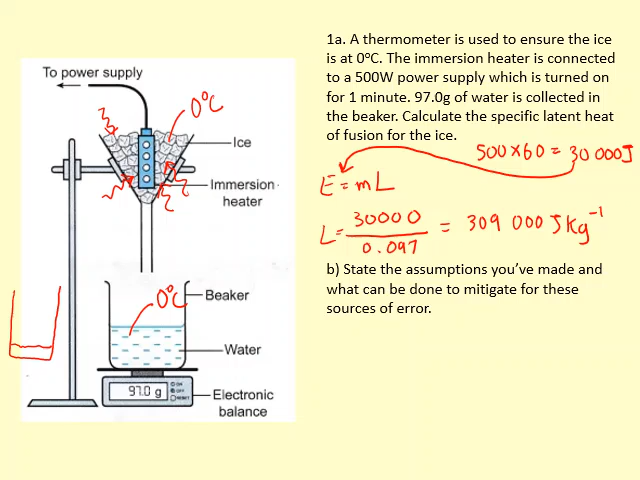 1a. A thermometer is used to ensure the ice
is at 0°C. The immersion heater is connected
to a 500W power supply which is turned on
for 1 minute. 97.0g of water is collected in
the beaker. Calculate the specific latent heat
of fusion for the ice.
500 x 60 = 30 000J
E = mL
L = 30000 / 0.097 = 309 000 J kg⁻¹
b) State the assumptions you've made and
what can be done to mitigate for these
sources of error.
To power supply
0°C
Ice
Immersion
heater
0°C
Beaker
Water
97.0 g
ON
OFF
RESET
Electronic
balance